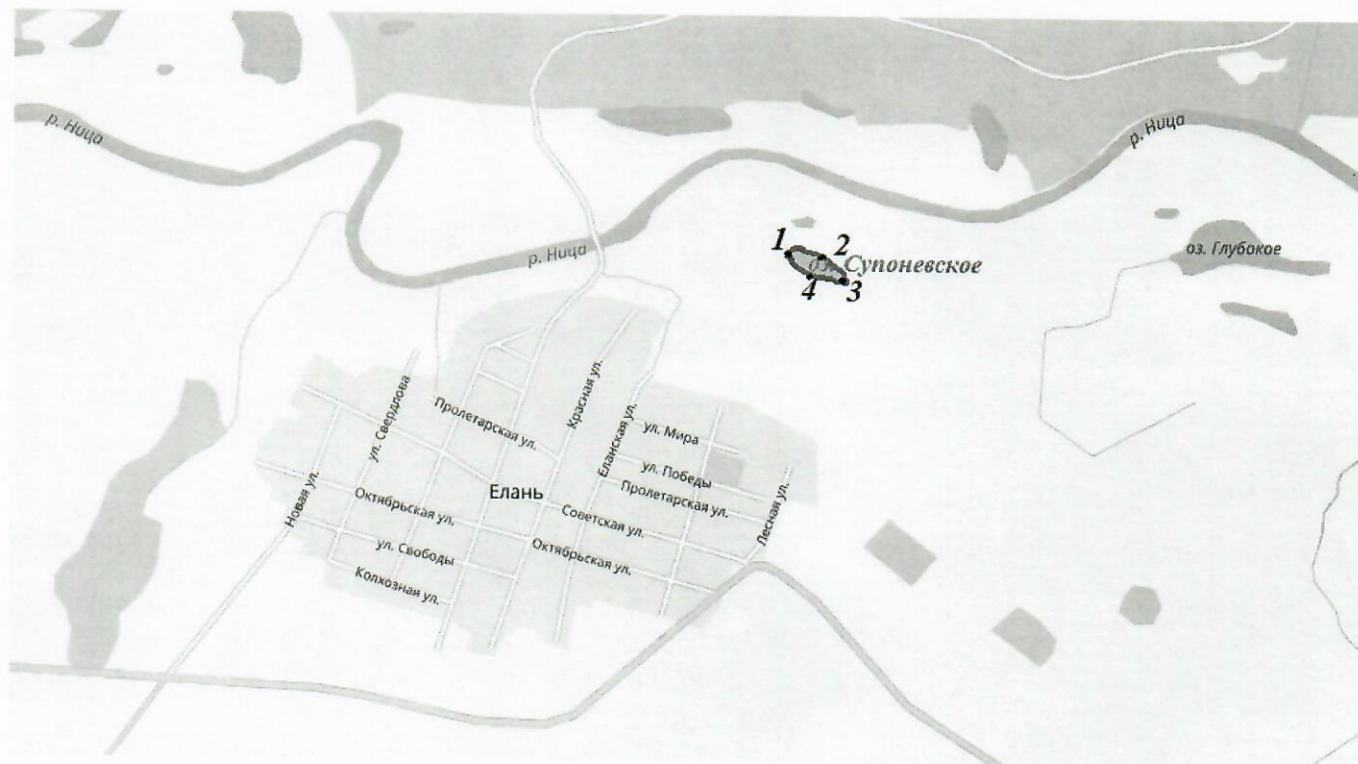 р. Ница
р. Ница
р. Ница
1
2
оз. Супоневское
4
3
оз. Глубокое
ул. Свердлова
Пролетарская ул.
Красная ул.
Еланская ул.
ул. Мира
ул. Победы
Пролетарская ул.
Лесная ул.
Новая ул.
Октябрьская ул.
Елань
Советская ул.
Октябрьская ул.
ул. Свободы
Колхозная ул.